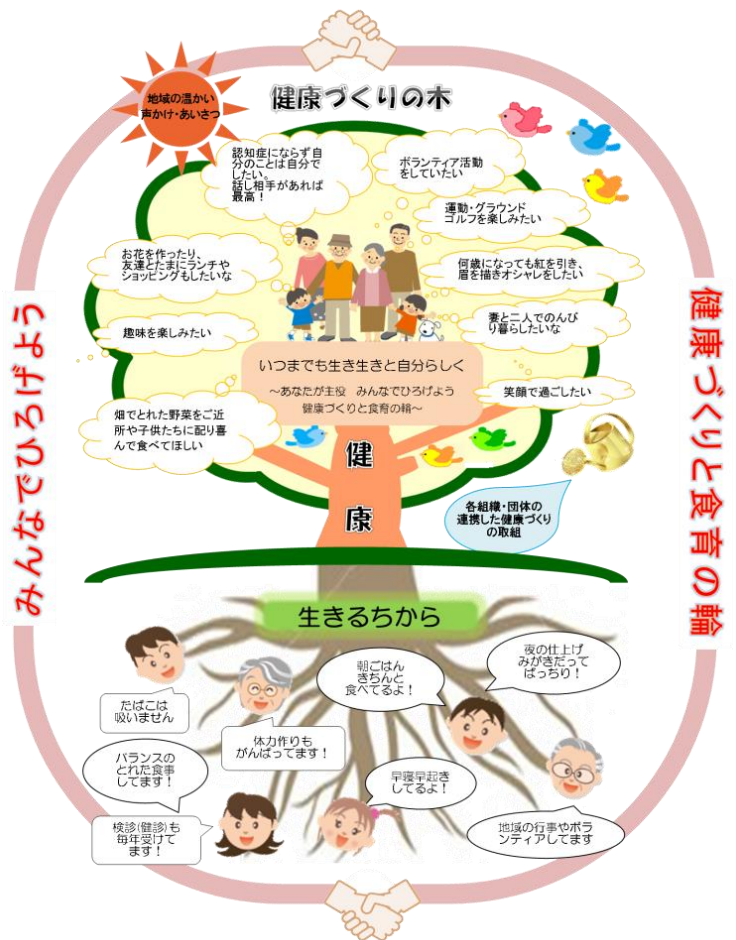 健康づくりの木
地域の温かい
声かけ・あいさつ
認知症にならず自
分のことは自分で
したい。
話し相手があれば
最高！
ボランティア活動
をしていたい
運動・グラウンド
ゴルフを楽しみたい
お花を作ったり、
友達とたまにランチや
ショッピングもしたいな
何歳になっても紅を引き、
眉を描きオシャレをしたい
趣味を楽しみたい
妻と二人でのんび
り暮らしたいな
いつまでも生き生きと自分らしく
～あなたが主役　みんなでひろげよう
健康づくりと食育の輪～
笑顔で過ごしたい
畑でとれた野菜をご近
所や子供たちに配り喜
んで食べてほしい
健
康
各組織・団体の
連携した健康づくり
の取組
みんなでひろげよう
健康づくりと食育の輪
生きるちから
たばこは
吸いません
体力作りも
がんばってます！
朝ごはん
きちんと
食べてるよ！
夜の仕上げ
みがきだって
ばっちり！
バランスの
とれた食事
してます！
検診(健診)も
毎年受けて
ます！
早寝早起き
してるよ！
地域の行事やボラ
ンティアしてます